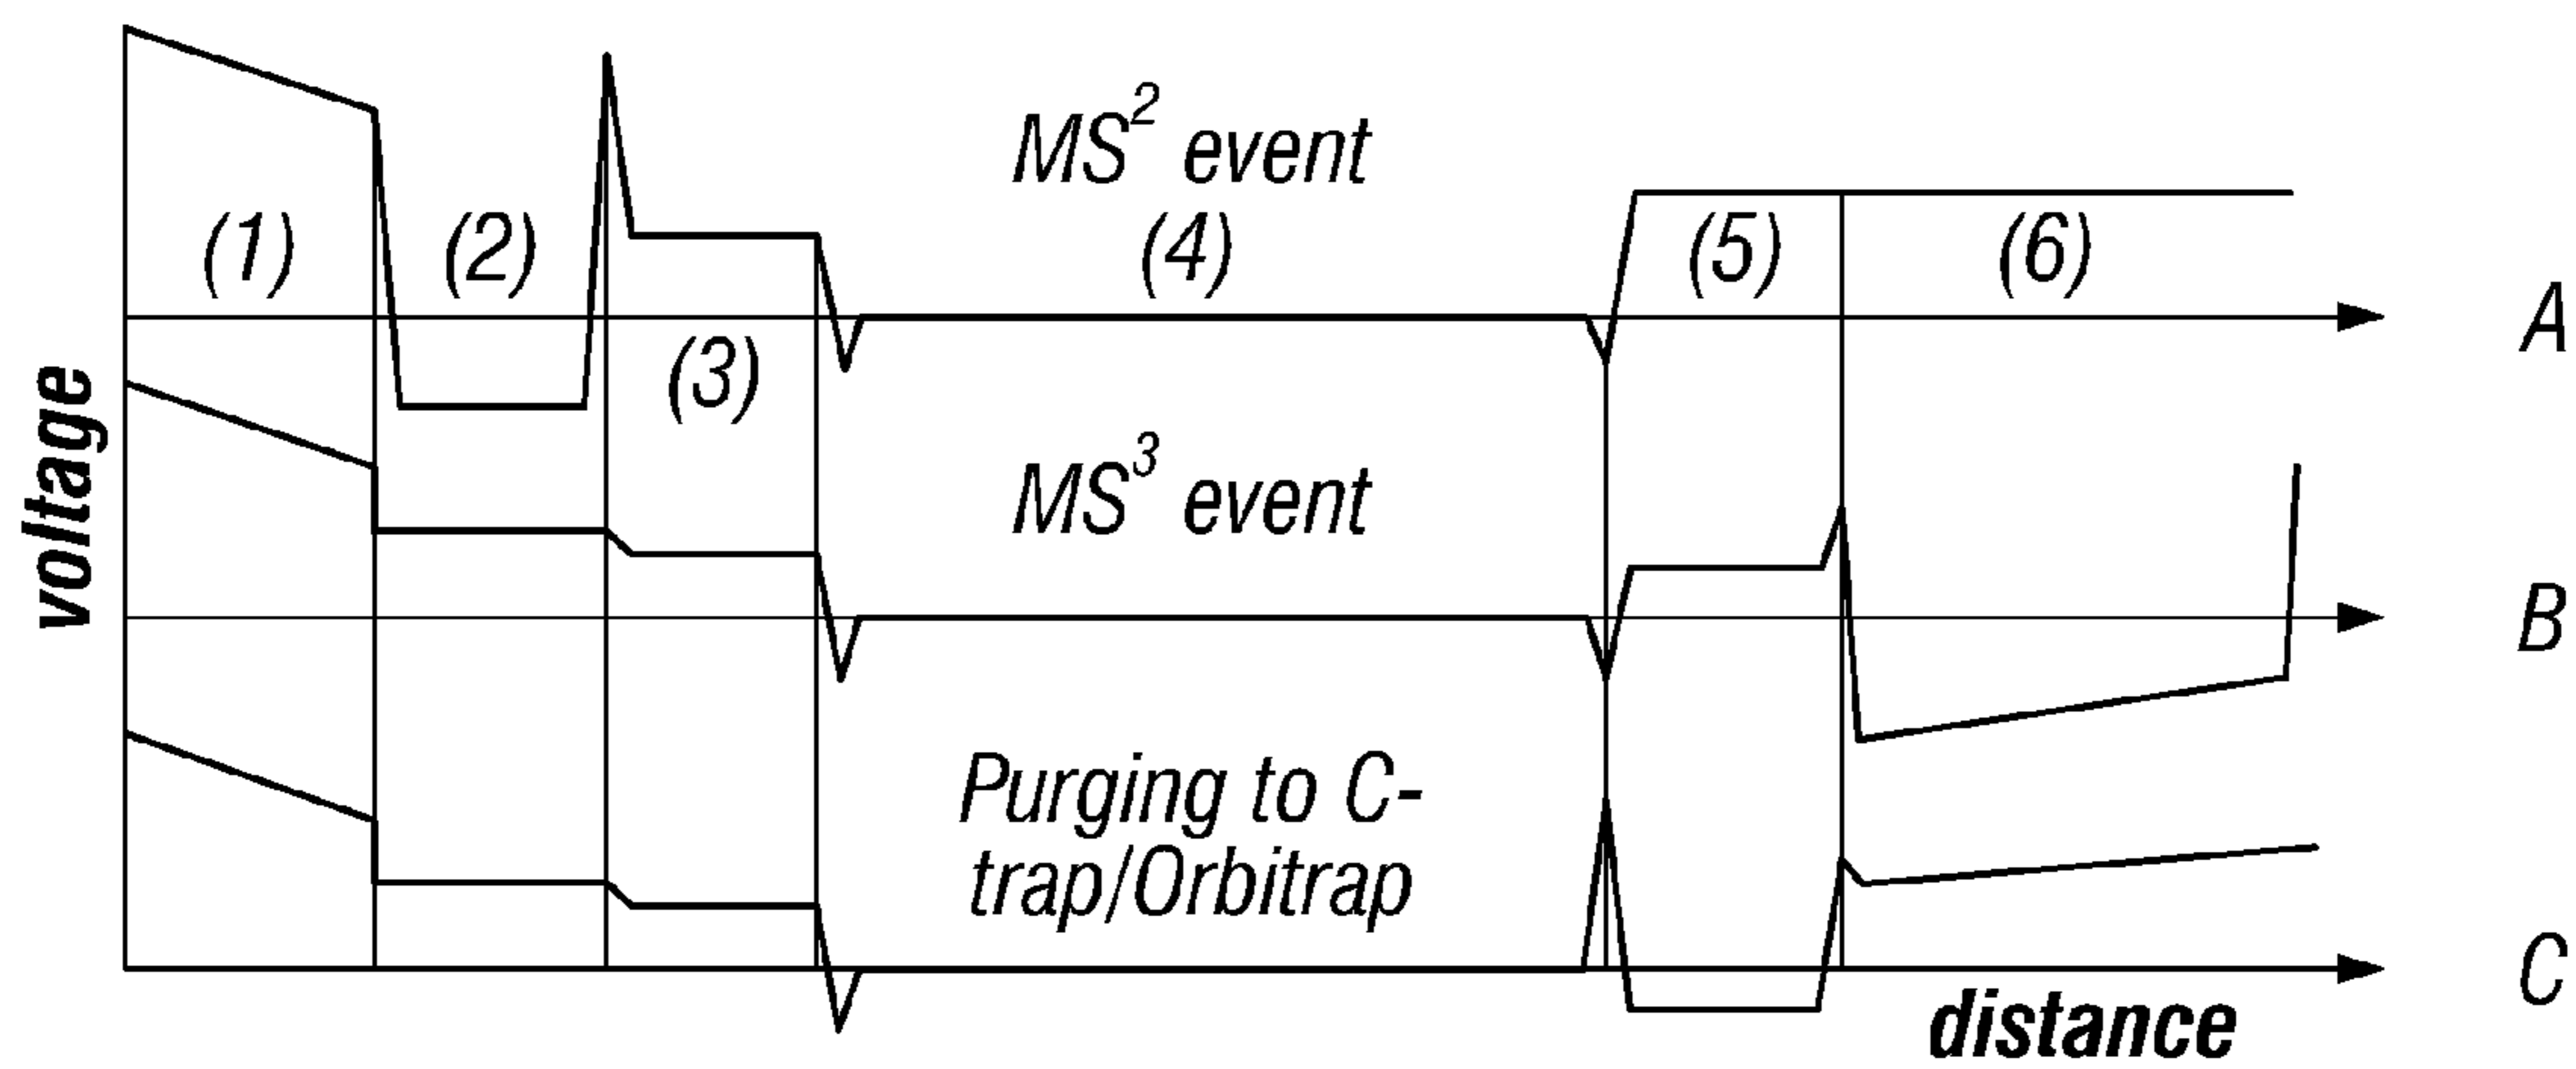 MS² event
(1)
(2)
(4)
(5)
(6)
A
(3)
voltage
MS³ event
B
Purging to C-
trap/Orbitrap
C
distance